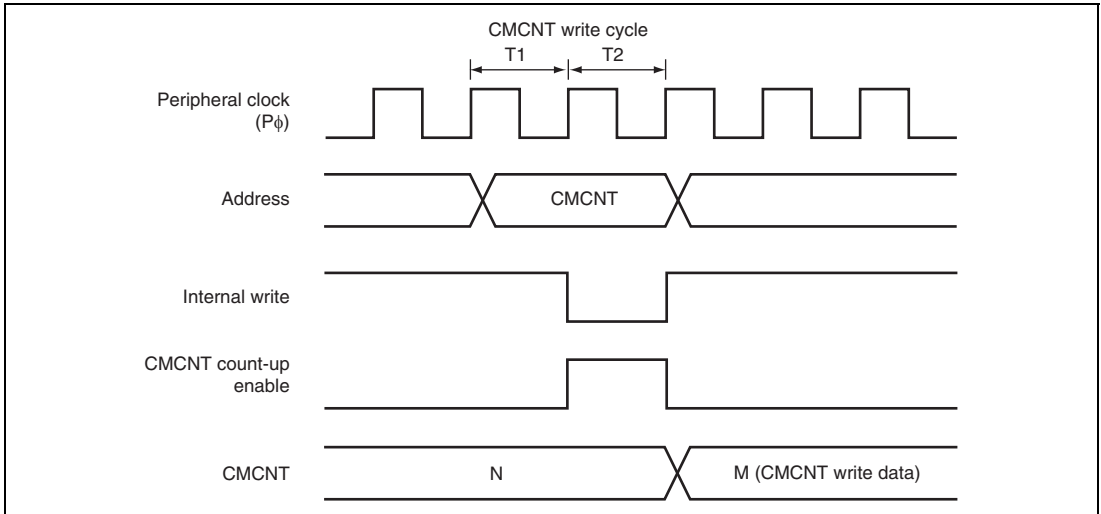 CMCNT write cycle
T1 T2
Peripheral clock
(Pϕ)
Address
CMCNT
Internal write
CMCNT count-up
enable
CMCNT
N
M (CMCNT write data)